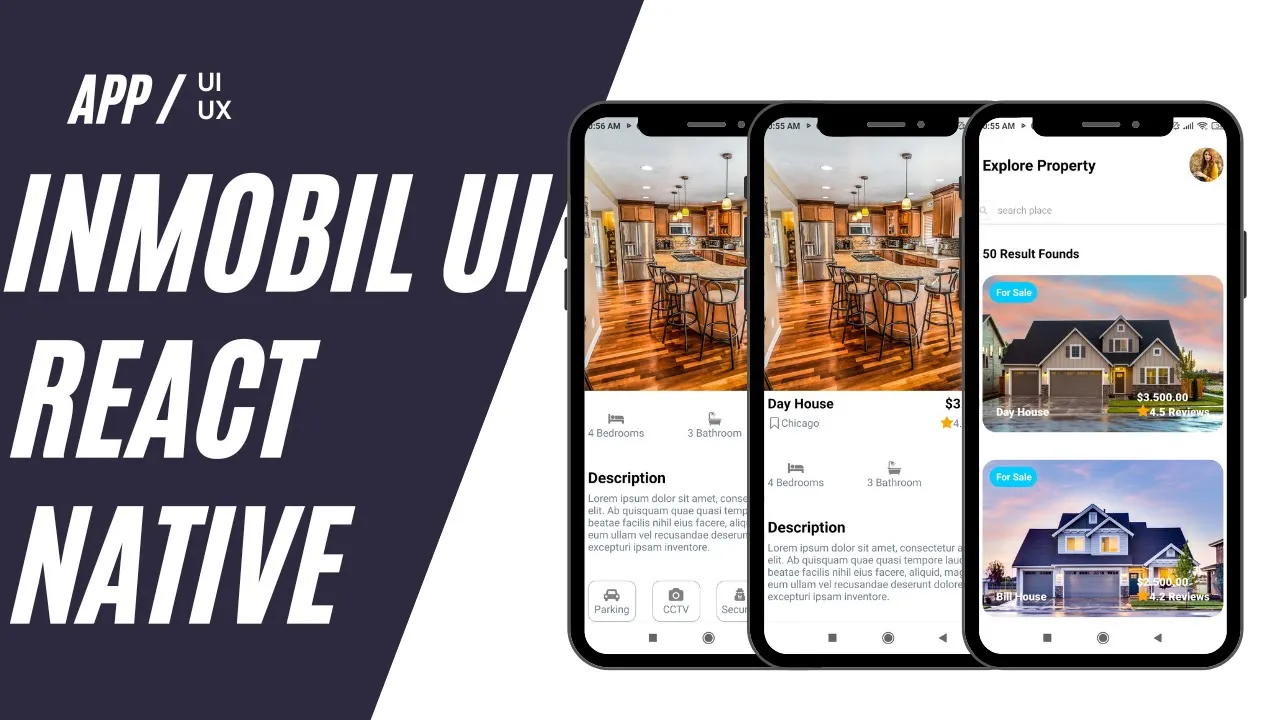 APP /
UI
UX
INMOBIL UI
REACT
NATIVE
0:56 AM
4 Bedrooms
3 Bathroom
Description
Lorem ipsum dolor sit amet, conse
elit. Ab quisquam quae quasi temp
beatae facilis nihil eius facere, aliq
eum ullam vel recusandae deserun
excepturi ipsam inventore.
Parking
CCTV
Secur
0:55 AM
Day House
$3
Chicago
4.
4 Bedrooms
3 Bathroom
Description
Lorem ipsum dolor sit amet, consectetur a
elit. Ab quisquam quae quasi tempore laud
beatae facilis nihil eius facere, aliquid, mag
eum ullam vel recusandae deserunt dolore
excepturi ipsam inventore.
0:55 AM
Explore Property
search place
50 Result Founds
For Sale
$3.500.00
Day House
4.5 Reviews
For Sale
$2.500.00
Bill House
4.2 Reviews